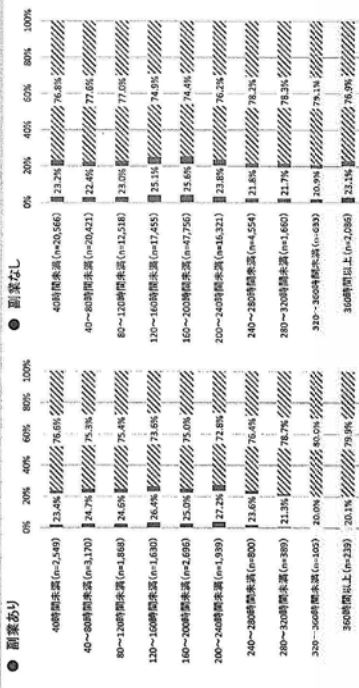 ● 副業あり
0% 20% 40% 60% 80% 100%
40時間未満(n=2,549) 23.4% 76.6%
40～80時間未満(n=3,170) 24.7% 75.3%
80～120時間未満(n=1,868) 24.6% 75.4%
120～160時間未満(n=1,630) 26.4% 73.6%
160～200時間未満(n=2,696) 25.0% 75.0%
200～240時間未満(n=1,939) 27.2% 72.8%
240～280時間未満(n=800) 23.6% 76.4%
280～320時間未満(n=389) 21.3% 78.7%
320～360時間未満(n=105) 20.0% 80.0%
360時間以上(n=239) 20.1% 79.9%
● 副業なし
0% 20% 40% 60% 80% 100%
40時間未満(n=20,566) 23.2% 76.8%
40～80時間未満(n=20,421) 22.4% 77.6%
80～120時間未満(n=12,518) 23.0% 77.0%
120～160時間未満(n=17,455) 25.1% 74.9%
160～200時間未満(n=47,756) 25.6% 74.4%
200～240時間未満(n=16,321) 23.8% 76.2%
240～280時間未満(n=4,554) 21.8% 78.2%
280～320時間未満(n=1,660) 21.7% 78.3%
320～360時間未満 20.9% 79.1%
360時間以上(n=2,086) 23.1% 76.9%